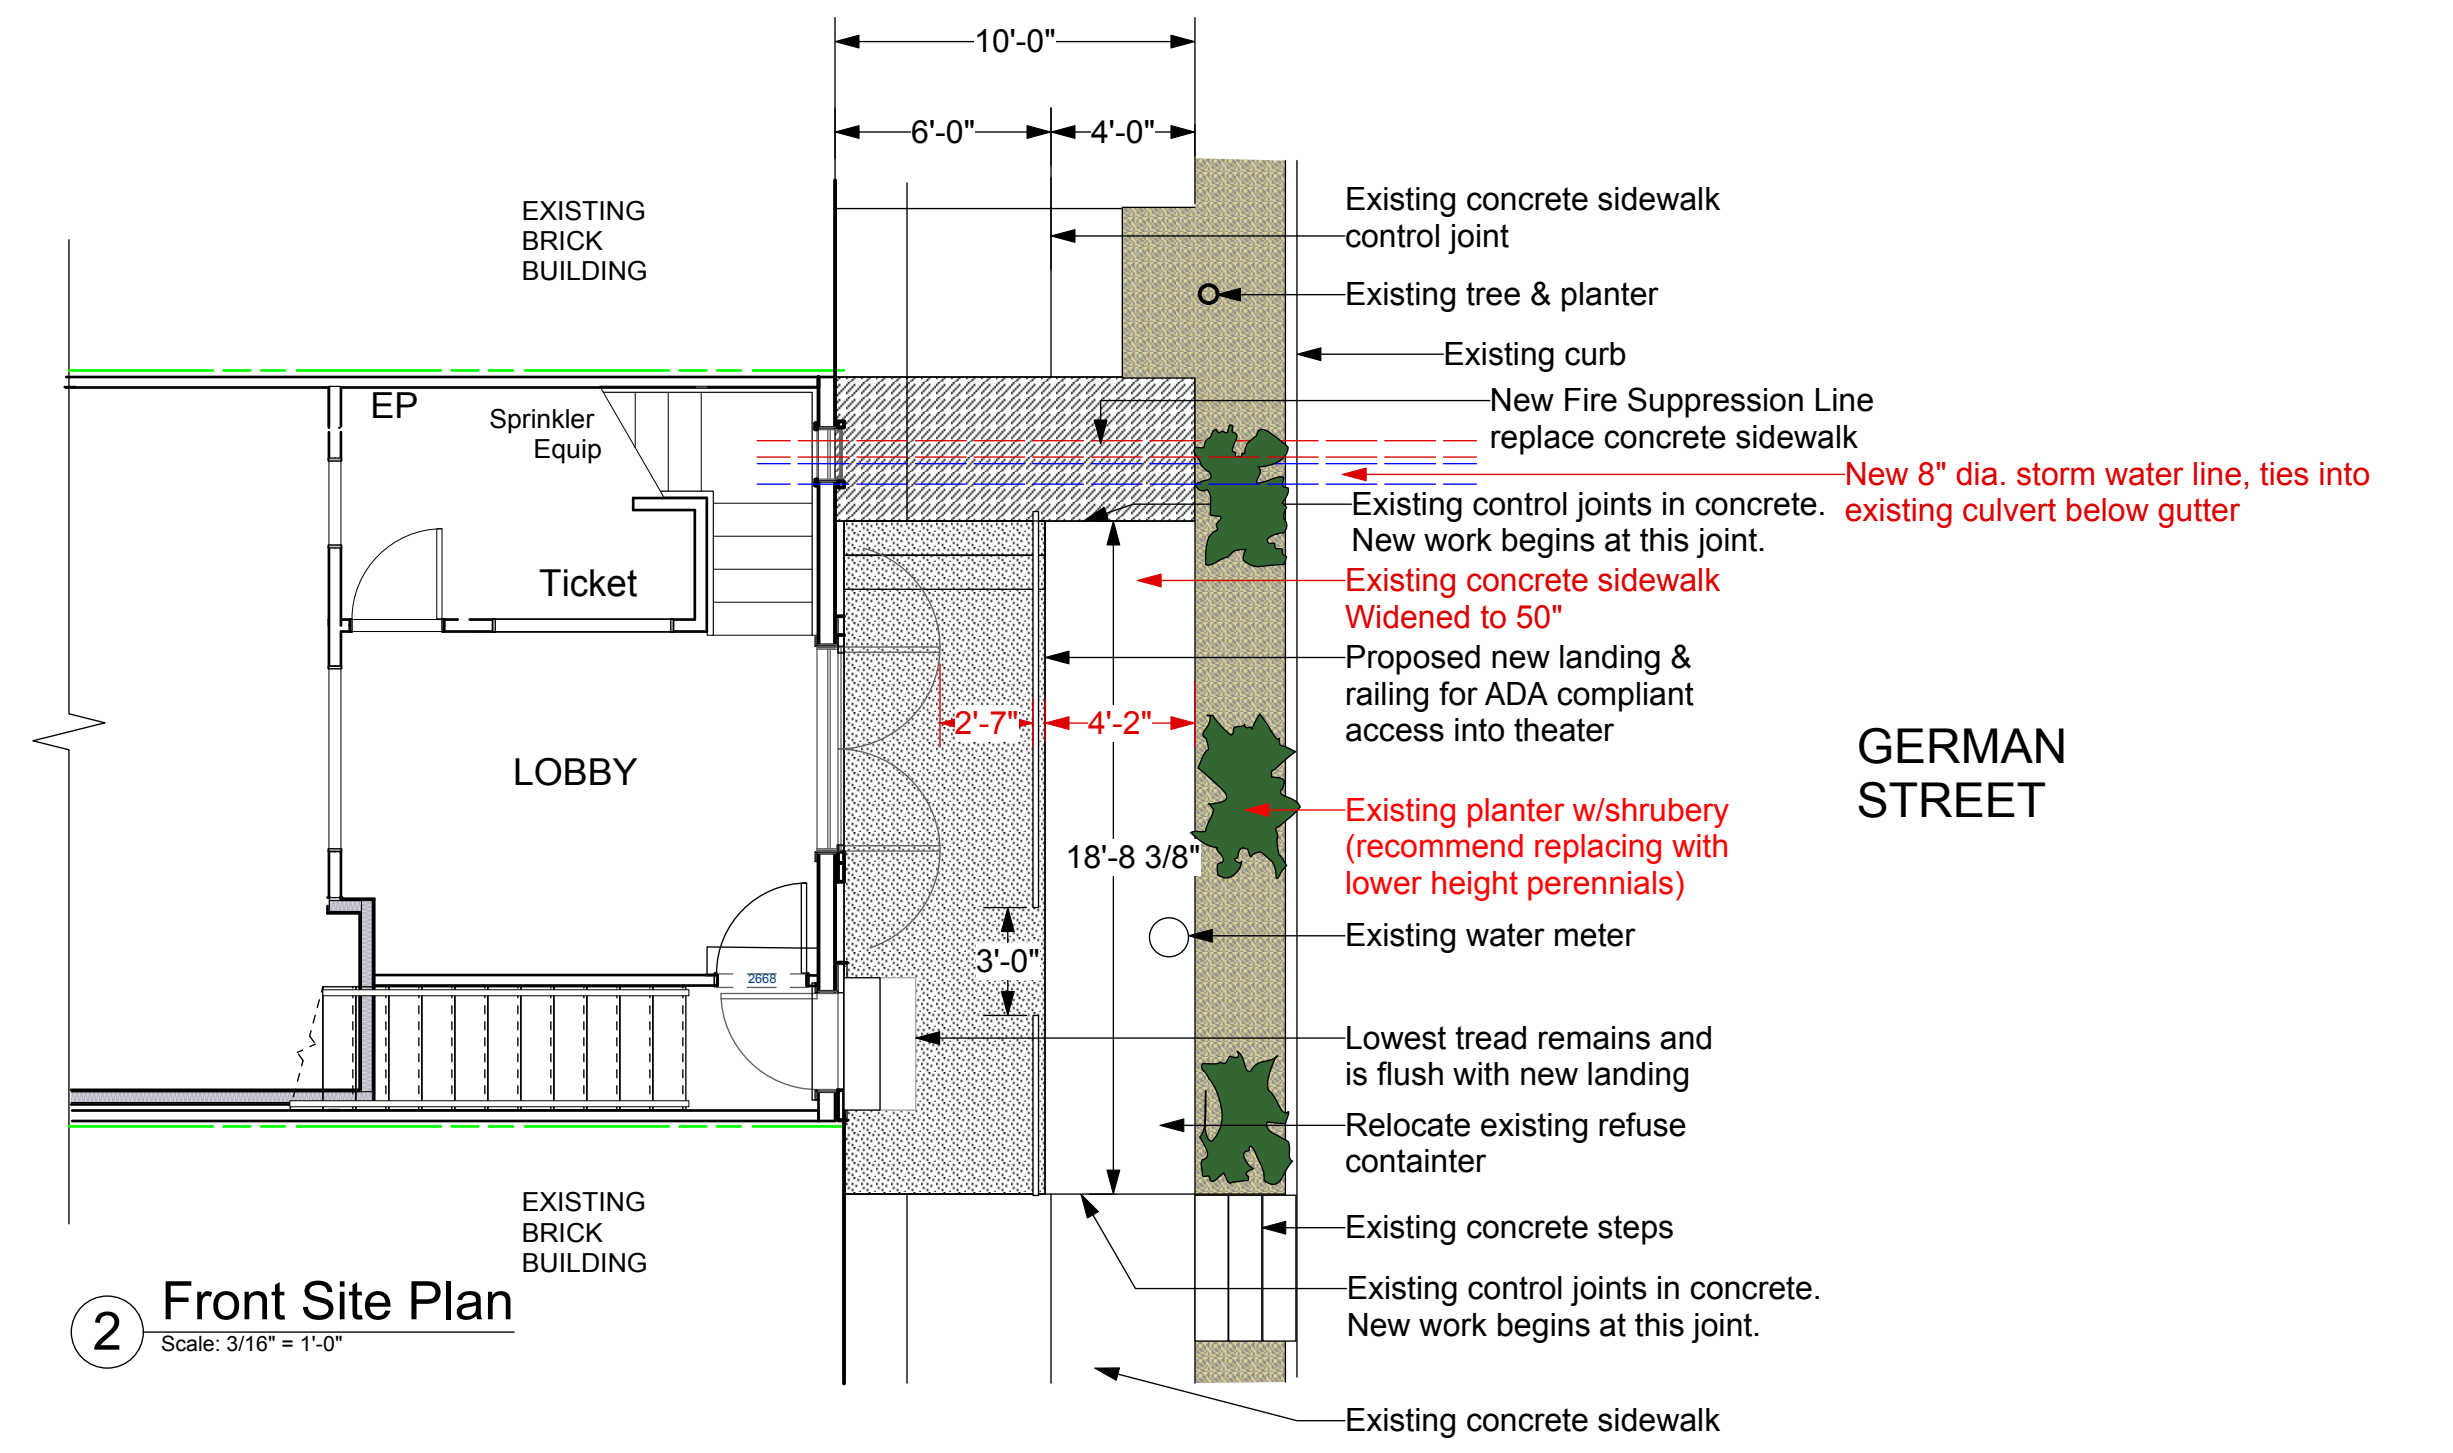 10'-0"
6'-0"
4'-0"
EXISTING
BRICK
BUILDING
Existing concrete sidewalk
control joint
Existing tree & planter
Existing curb
New Fire Suppression Line
replace concrete sidewalk
New 8" dia. storm water line, ties into
existing culvert below gutter
EP
Sprinkler
Equip
Existing control joints in concrete.
New work begins at this joint.
Ticket
Existing concrete sidewalk
Widened to 50"
Proposed new landing &
railing for ADA compliant
access into theater
2'-7"
4'-2"
LOBBY
GERMAN
STREET
Existing planter w/shrubery
(recommend replacing with
lower height perennials)
18'-8 3/8"
Existing water meter
3'-0"
2668
Lowest tread remains and
is flush with new landing
Relocate existing refuse
containter
EXISTING
BRICK
BUILDING
Existing concrete steps
Existing control joints in concrete.
New work begins at this joint.
2
Front Site Plan
Scale: 3/16" = 1'-0"
Existing concrete sidewalk